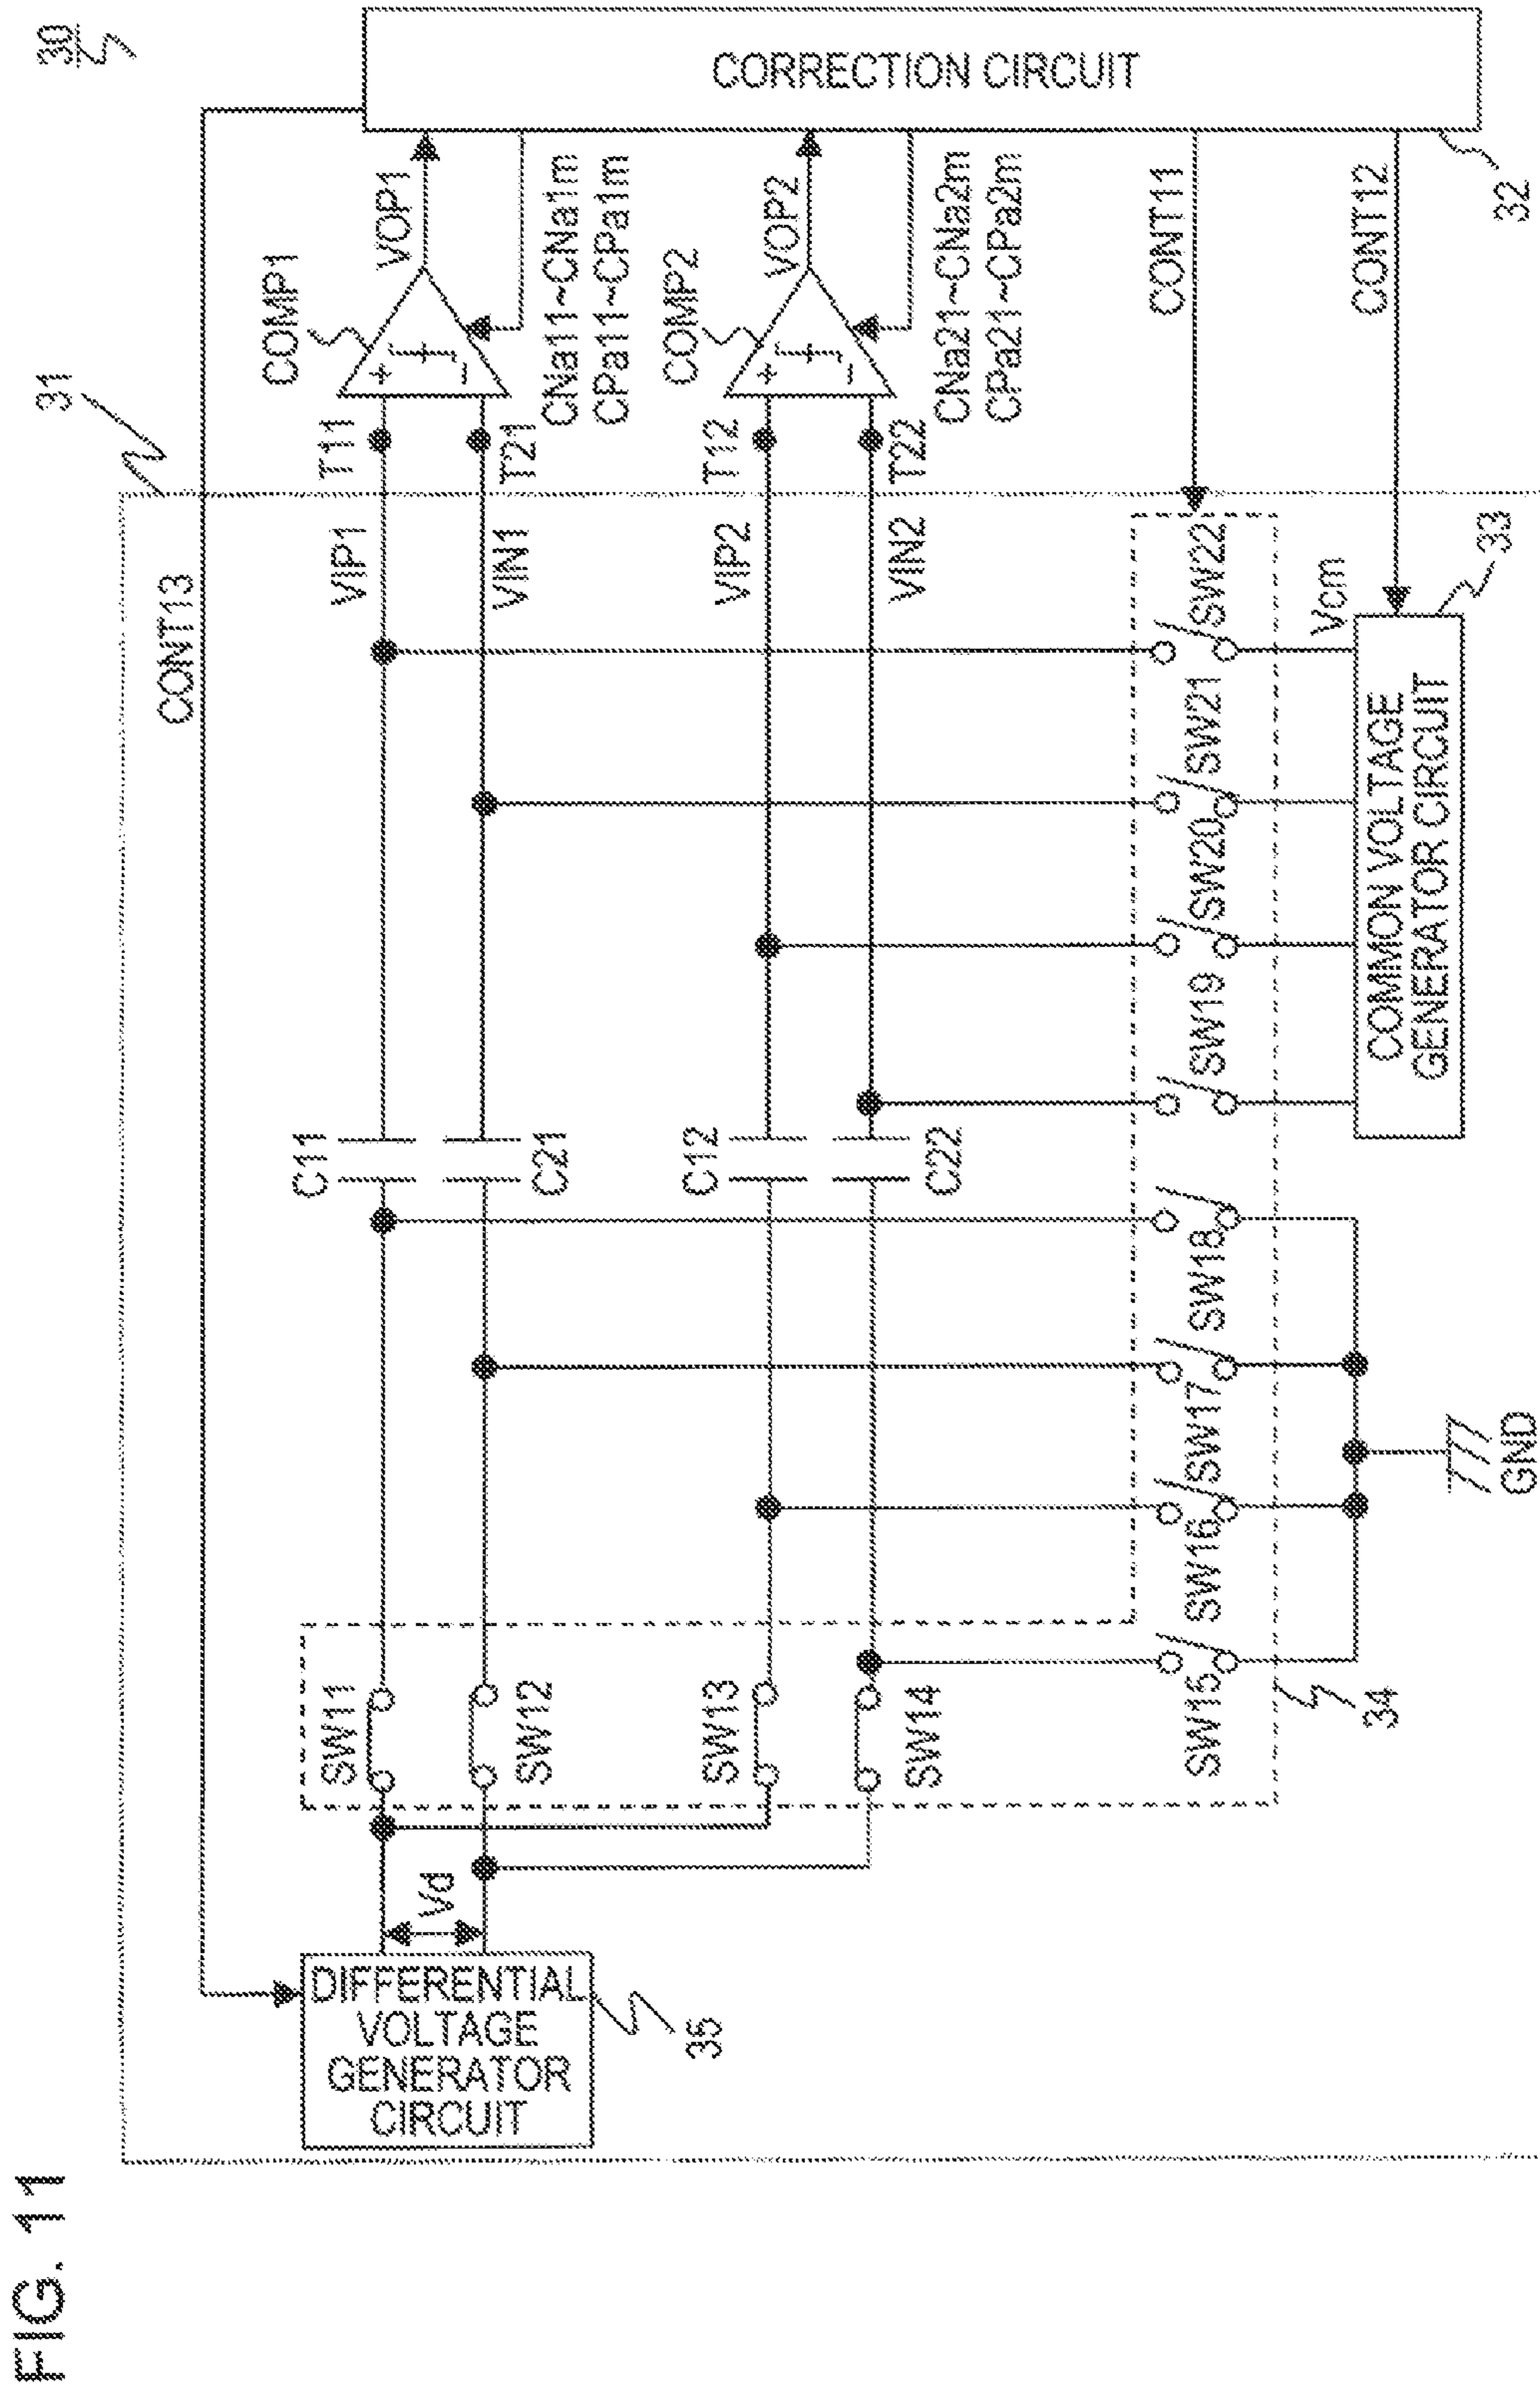 FIG. 11
30
31
CONT13
DIFFERENTIAL
VOLTAGE
GENERATOR
CIRCUIT
35
Vd
SW11
SW12
SW13
SW14
C11
C21
C12
C22
VIP1
VIN1
VIP2
VIN2
T11
T21
T12
T22
COMP1
+
-
VOP1
CNa11~CNa1m
CPa11~CPa1m
COMP2
+
-
VOP2
CNa21~CNa2m
CPa21~CPa2m
CORRECTION CIRCUIT
32
CONT11
CONT12
SW15
SW16
SW17
SW18
SW19
SW20
SW21
SW22
34
GND
Vcm
COMMON VOLTAGE
GENERATOR CIRCUIT
33